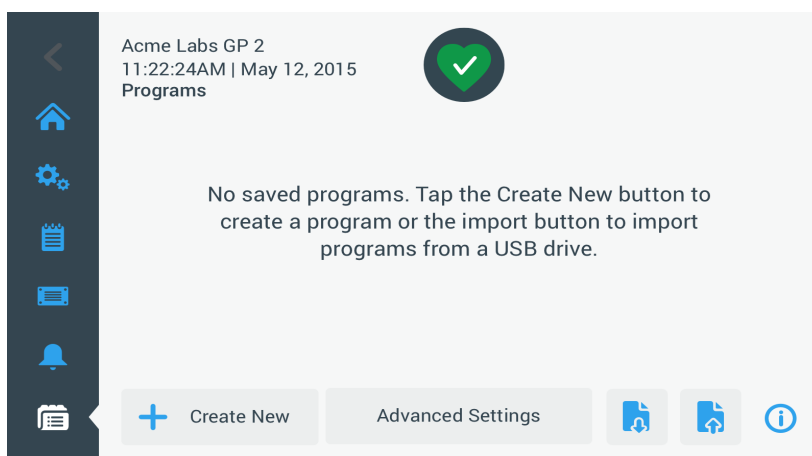 Acme Labs GP 2
11:22:24AM | May 12, 2015
Programs
No saved programs. Tap the Create New button to
create a program or the import button to import
programs from a USB drive.
Create New
Advanced Settings